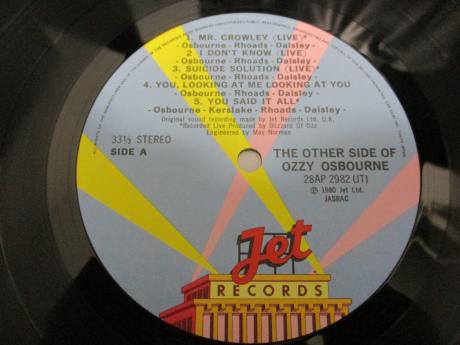 1. MR. CROWLEY (LIVE)*
- Osbourne - Rhoads - Daisley -
2. I DON'T KNOW (LIVE)
- Osbourne - Rhoads - Daisley -
3. SUICIDE SOLUTION (LIVE)*
- Osbourne - Rhoads - Daisley -
4. YOU, LOOKING AT ME LOOKING AT YOU
- Osbourne - Rhoads - Daisley -
5. YOU SAID IT ALL*
- Osbourne - Kerslake - Rhoads - Daisley -
Original sound recording made by Jet Records Ltd. U.K.
*Recorded Live Produced by Blizzard Of Ozz
Engineered by Max Norman
33⅓ STEREO
SIDE A
THE OTHER SIDE OF
OZZY OSBOURNE
28AP 2982 (JT)
Ⓟ 1980 Jet Ltd.
JASRAC
Jet
RECORDS